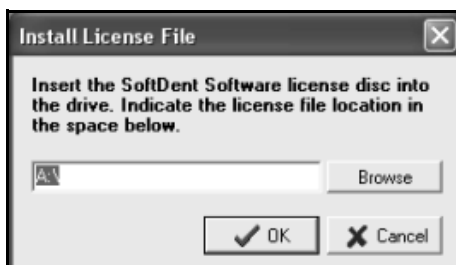 Install License File
Insert the SoftDent Software license disc into
the drive. Indicate the license file location in
the space below.
A:\
Browse
OK
Cancel